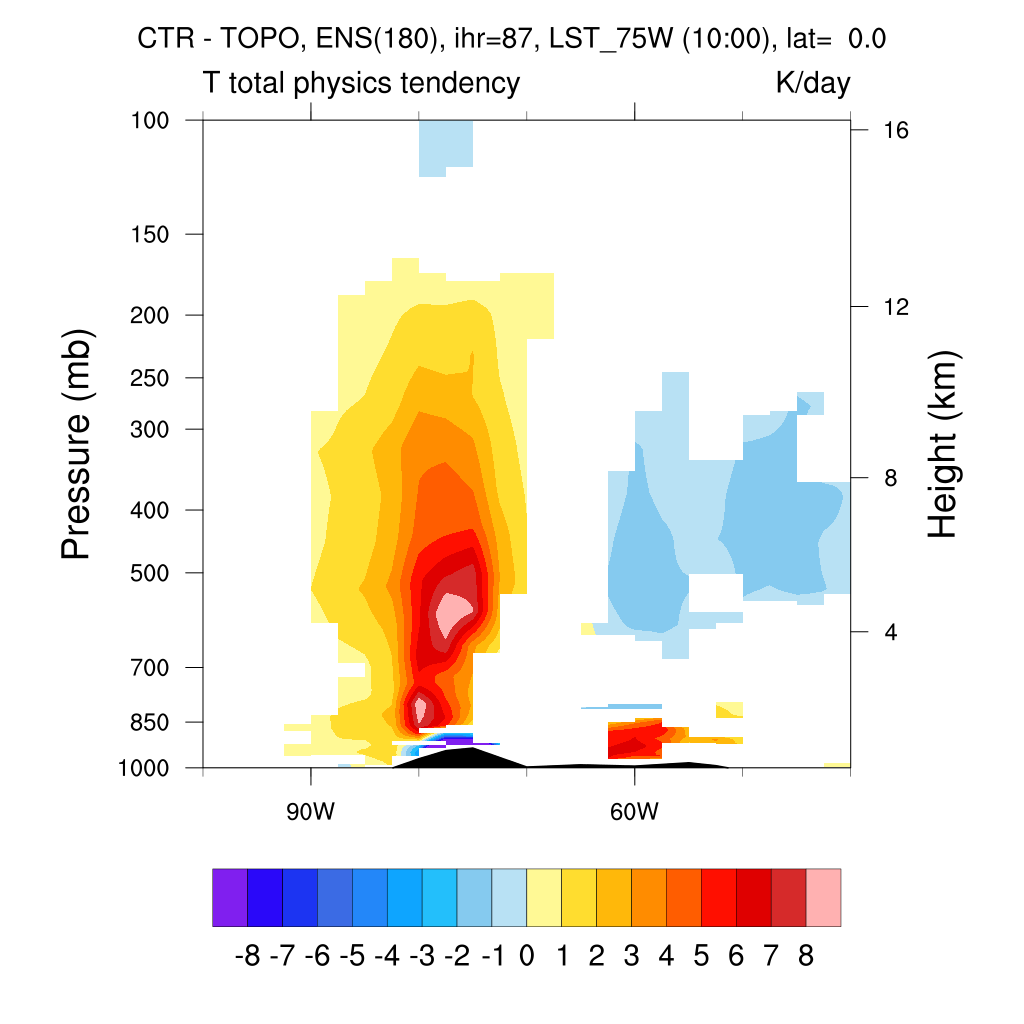 CTR - TOPO, ENS(180), ihr=87, LST_75W (10:00), lat=  0.0
T total physics tendency K/day
100
150
200
250
300
400
500
700
850
1000
Pressure (mb)
16
12
8
4
Height (km)
90W 60W
-8 -7 -6 -5 -4 -3 -2 -1 0 1 2 3 4 5 6 7 8